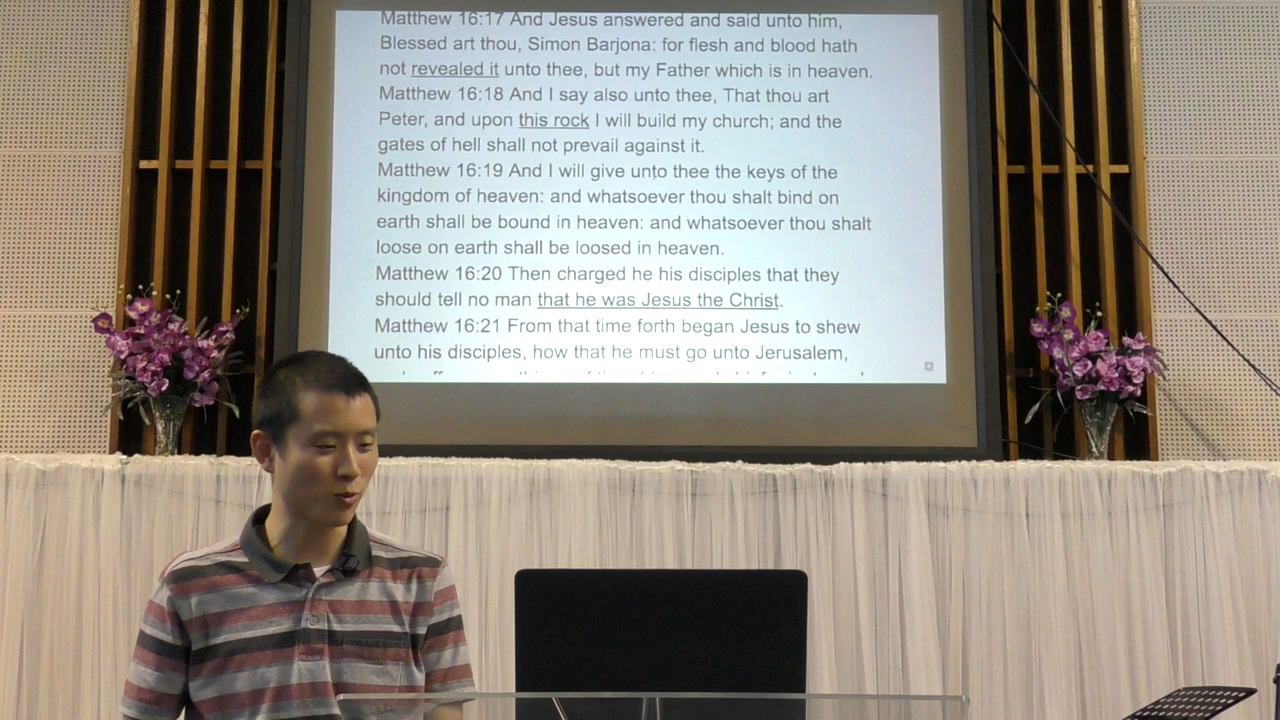 Matthew 16:17 And Jesus answered and said unto him,
Blessed art thou, Simon Barjona: for flesh and blood hath
not revealed it unto thee, but my Father which is in heaven.
Matthew 16:18 And I say also unto thee, That thou art
Peter, and upon this rock I will build my church; and the
gates of hell shall not prevail against it.
Matthew 16:19 And I will give unto thee the keys of the
kingdom of heaven: and whatsoever thou shalt bind on
earth shall be bound in heaven: and whatsoever thou shalt
loose on earth shall be loosed in heaven.
Matthew 16:20 Then charged he his disciples that they
should tell no man that he was Jesus the Christ.
Matthew 16:21 From that time forth began Jesus to shew
unto his disciples, how that he must go unto Jerusalem,